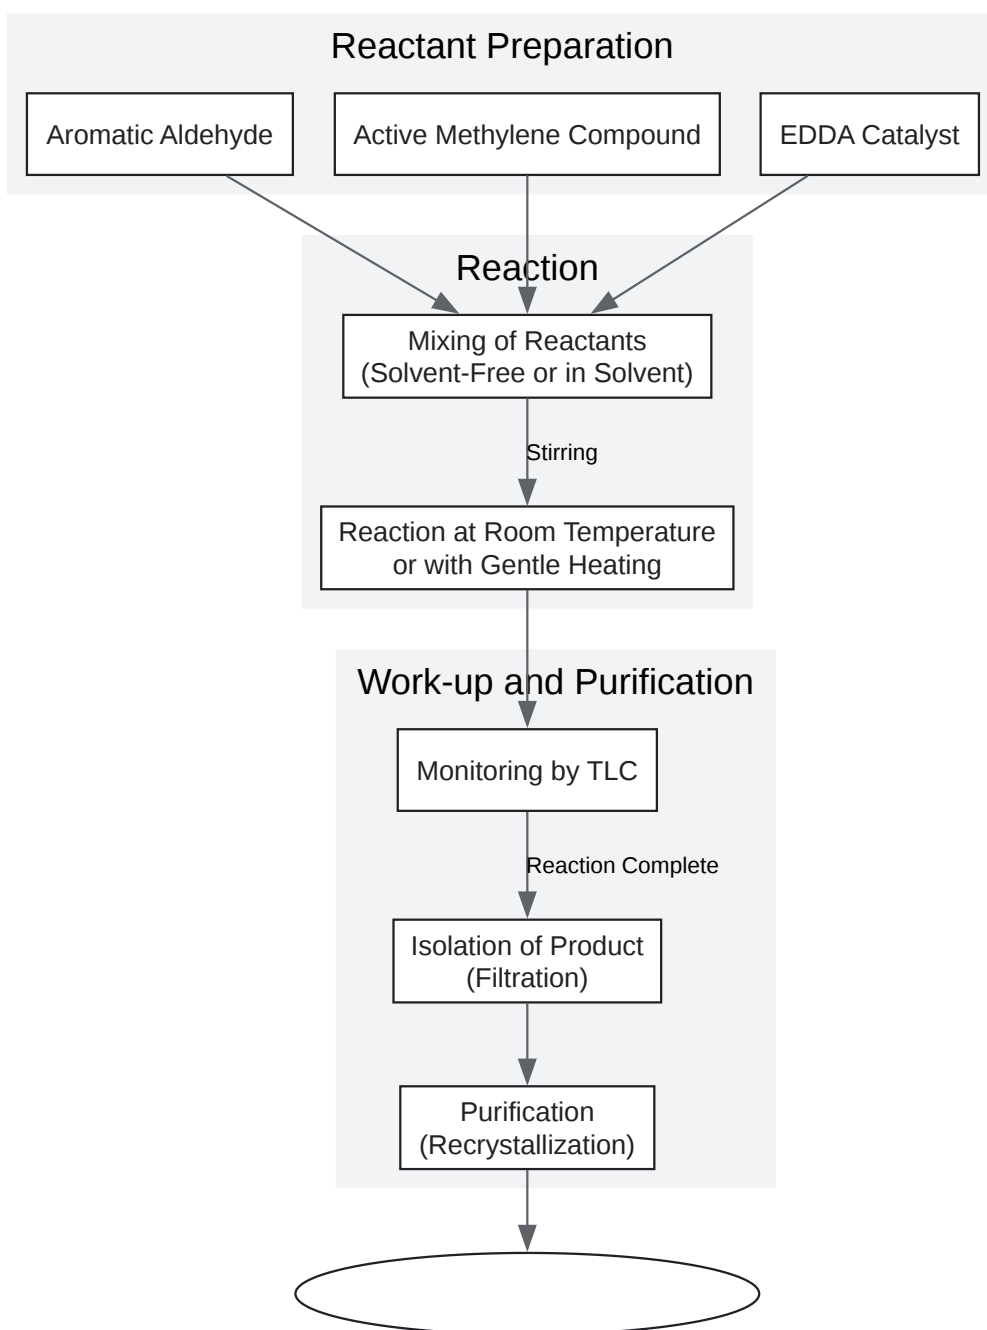 Reactant Preparation
Aromatic Aldehyde
Active Methylene Compound
EDDA Catalyst
Reaction
Mixing of Reactants
(Solvent-Free or in Solvent)
Stirring
Reaction at Room Temperature
or with Gentle Heating
Work-up and Purification
Monitoring by TLC
Reaction Complete
Isolation of Product
(Filtration)
Purification
(Recrystallization)